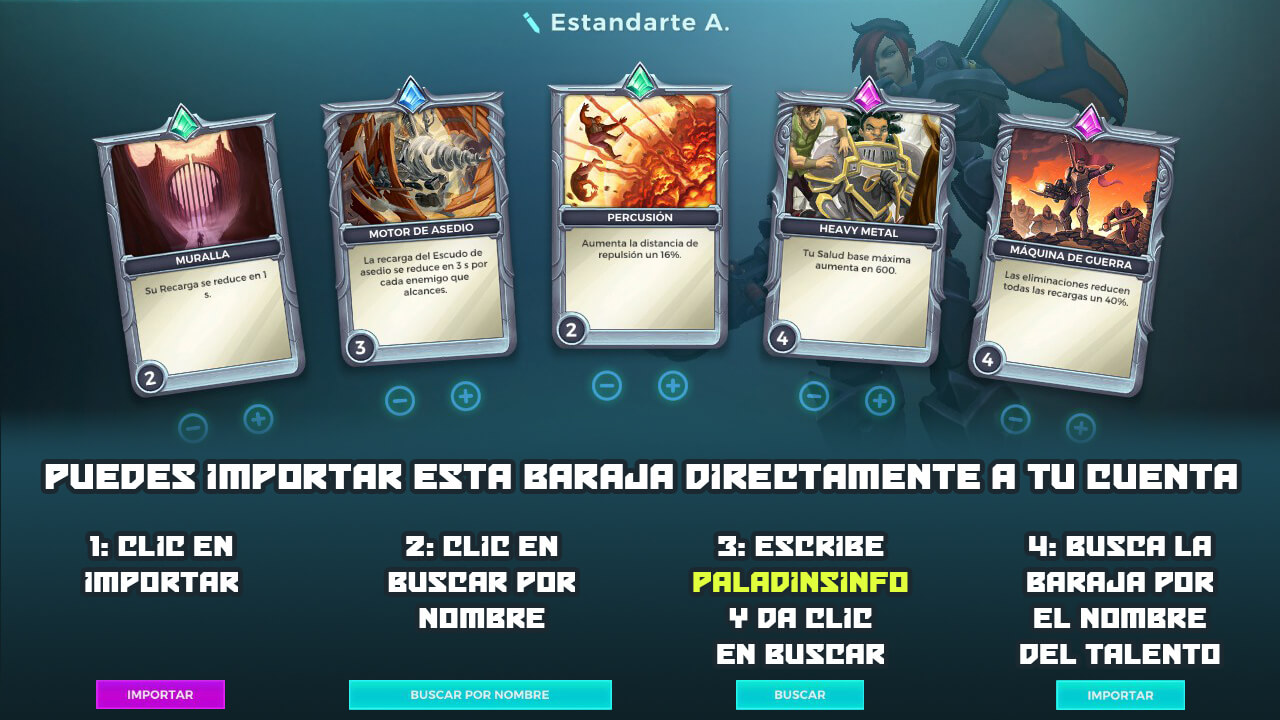 Estandarte A.
MURALLA
Su Recarga se reduce en 1
s.
2
MOTOR DE ASEDIO
La recarga del Escudo de
asedio se reduce en 3 s por
cada enemigo que
alcances.
3
PERCUSIÓN
Aumenta la distancia de
repulsión un 16%.
2
HEAVY METAL
Tu Salud base máxima
aumenta en 600.
4
MÁQUINA DE GUERRA
Las eliminaciones reducen
todas las recargas un 40%.
4
PUEDES IMPORTAR ESTA BARAJA DIRECTAMENTE A TU CUENTA
1: CLIC EN
IMPORTAR
2: CLIC EN
BUSCAR POR
NOMBRE
3: ESCRIBE
PALADINSINFO
Y DA CLIC
EN BUSCAR
4: BUSCA LA
BARAJA POR
EL NOMBRE
DEL TALENTO
IMPORTAR
BUSCAR POR NOMBRE
BUSCAR
IMPORTAR